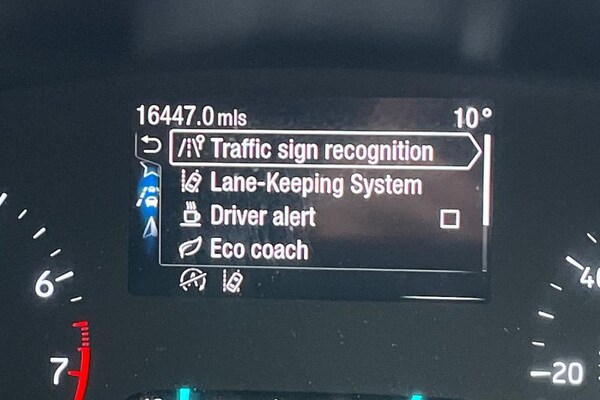 16447.0 mls 10°
Traffic sign recognition
Lane-Keeping System
Driver alert
Eco coach
6
7
20